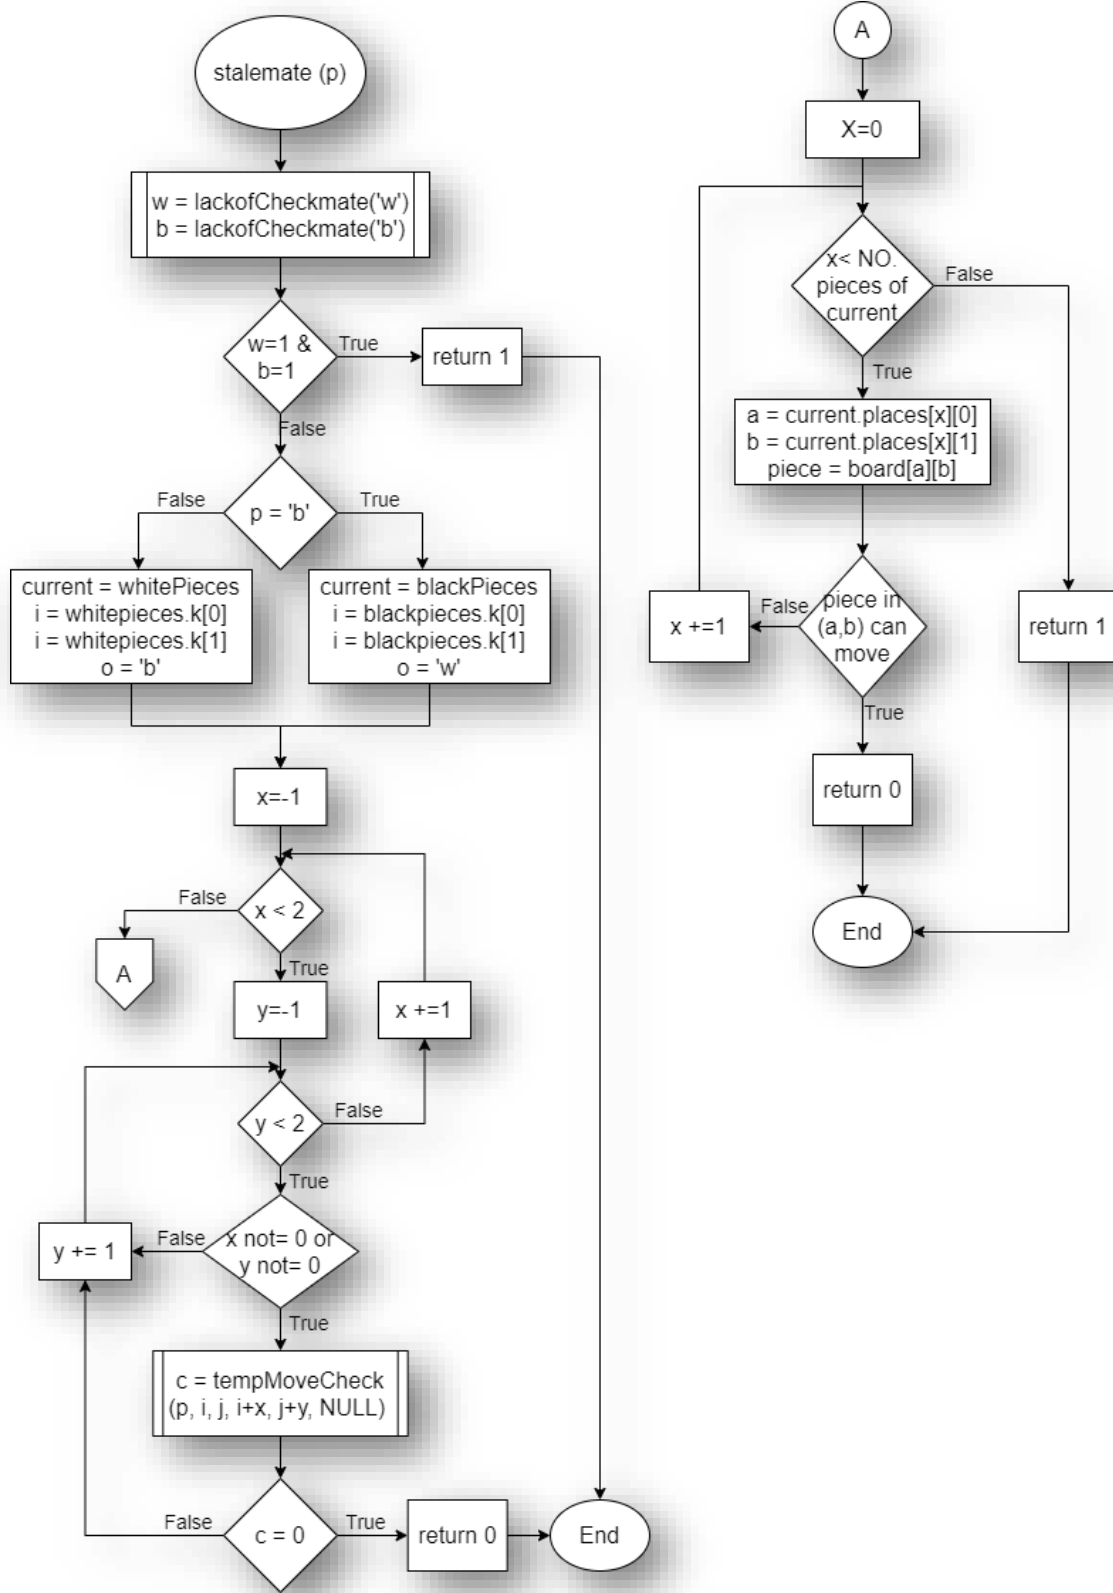 stalemate (p)
w = lackofCheckmate('w')
b = lackofCheckmate('b')
w=1 &
b=1
True
return 1
False
p = 'b'
False
True
current = whitePieces
i = whitepieces.k[0]
i = whitepieces.k[1]
o = 'b'
current = blackPieces
i = blackpieces.k[0]
i = blackpieces.k[1]
o = 'w'
x=-1
x < 2
False
A
True
y=-1
x +=1
y < 2
False
True
x not= 0 or
y not= 0
False
y += 1
True
c = tempMoveCheck
(p, i, j, i+x, j+y, NULL)
c = 0
False
True
return 0
End
A
X=0
x< NO.
pieces of
current
False
True
a = current.places[x][0]
b = current.places[x][1]
piece = board[a][b]
piece in
(a,b) can
move
False
x +=1
return 1
True
return 0
End